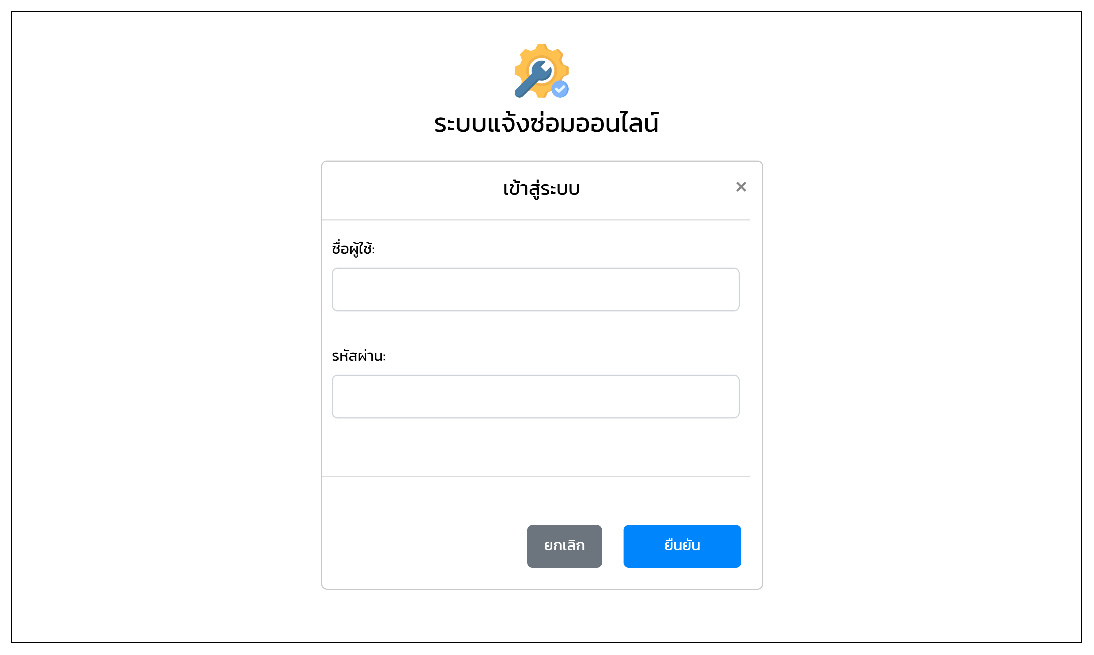 ระบบแจ้งซ่อมออนไลน์
เข้าสู่ระบบ ×
ชื่อผู้ใช้:
รหัสผ่าน:
ยกเลิก ยืนยัน